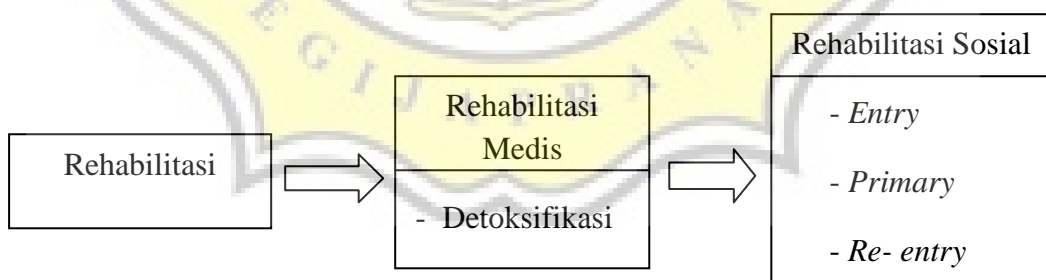 Rehabilitasi
Rehabilitasi
Medis
- Detoksifikasi
Rehabilitasi Sosial
- Entry
- Primary
- Re- entry